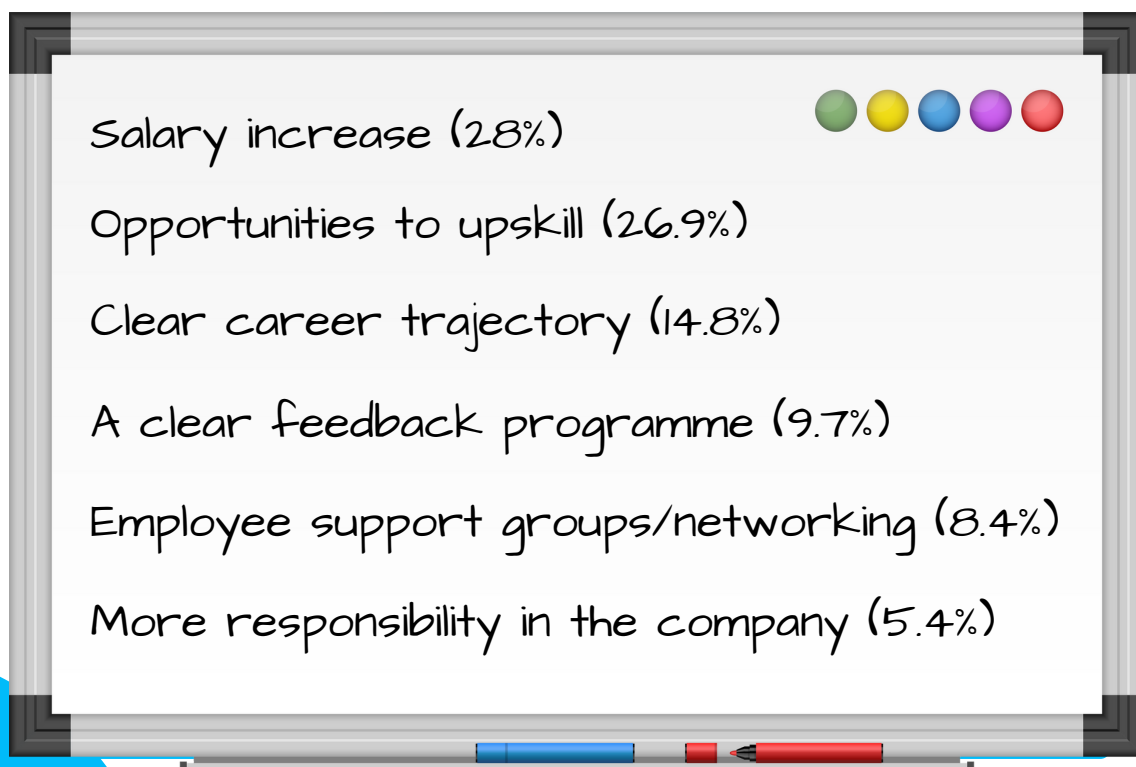 Salary increase (28%)
Opportunities to upskill (26.9%)
Clear career trajectory (14.8%)
A clear feedback programme (9.7%)
Employee support groups/networking (8.4%)
More responsibility in the company (5.4%)